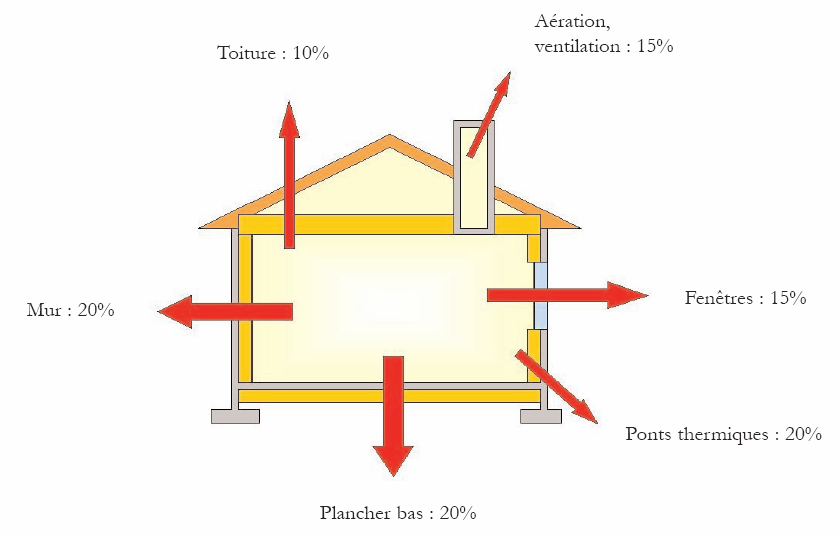 Aération,
ventilation : 15%
Toiture : 10%
Fenêtres : 15%
Mur : 20%
Ponts thermiques : 20%
Plancher bas : 20%